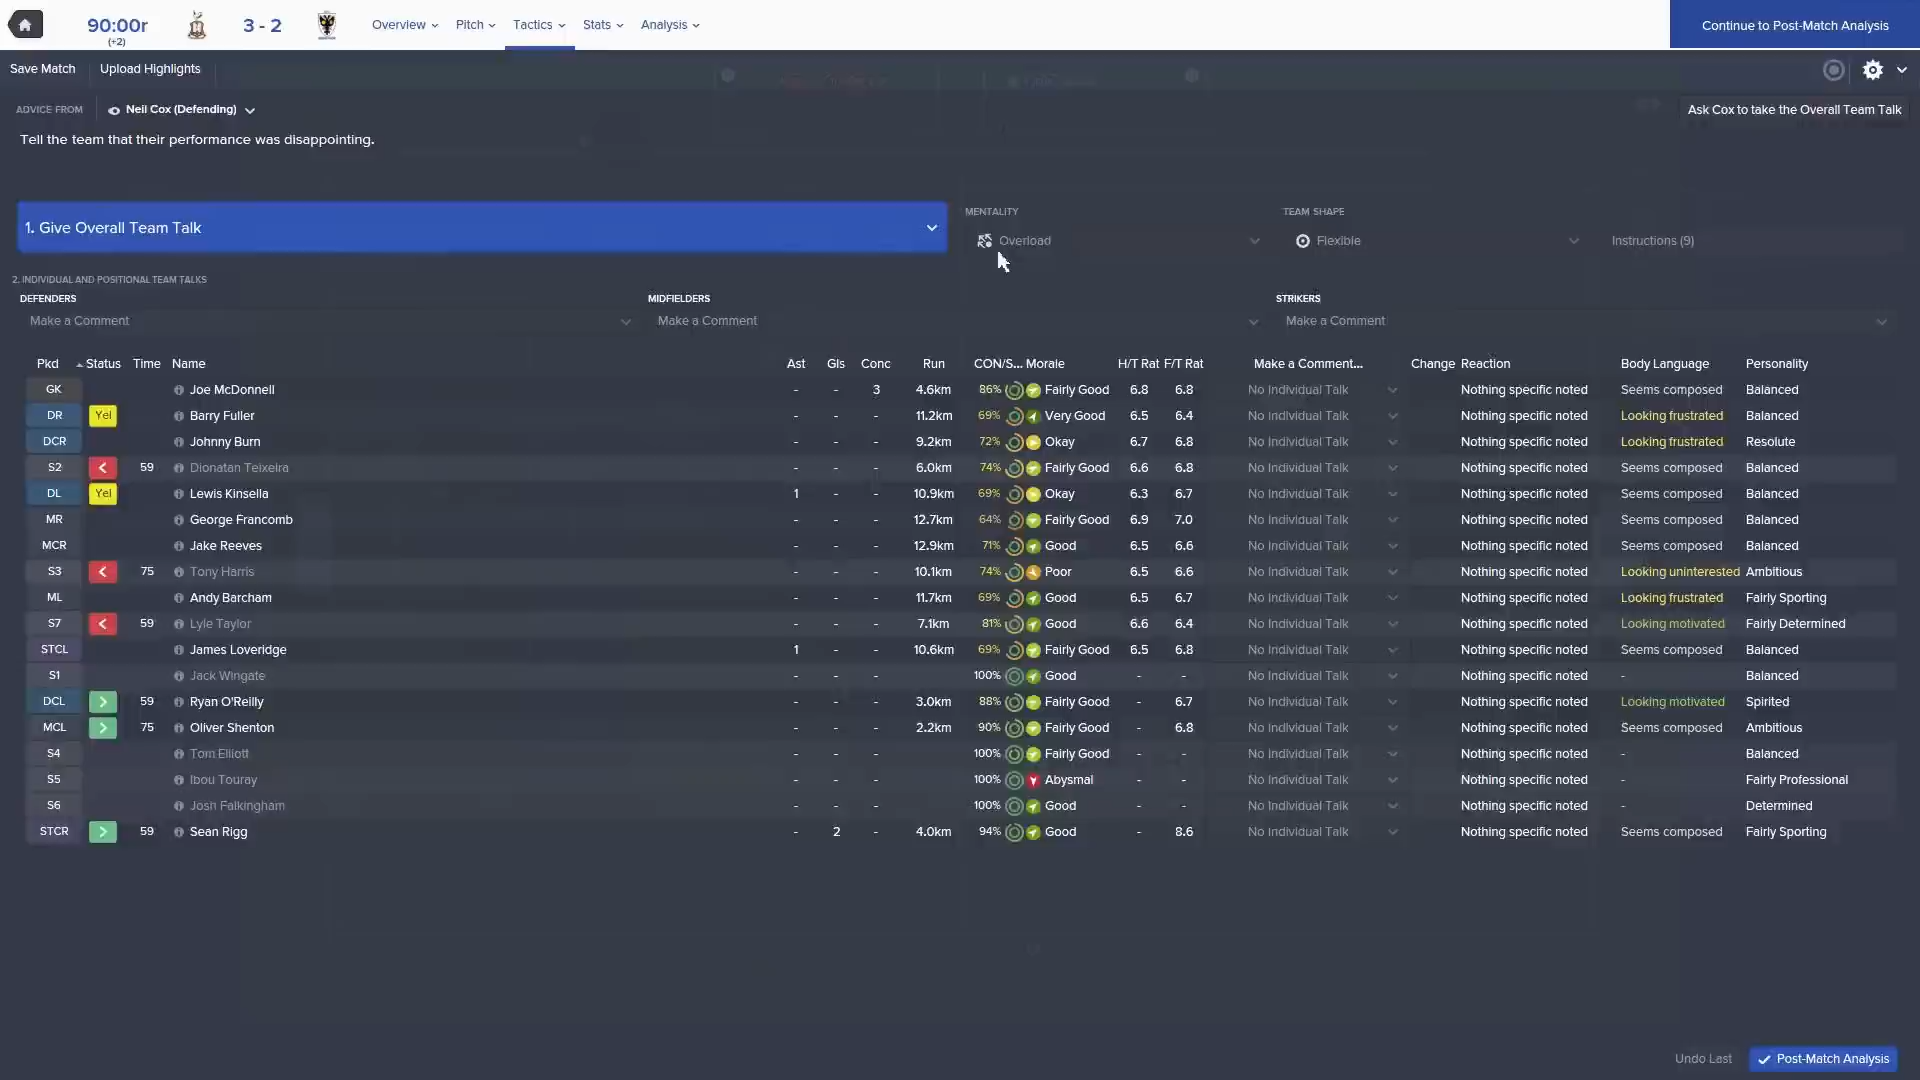 90:00r
(+2)
3 - 2
Overview
Pitch
Tactics
Stats
Analysis
Continue to Post-Match Analysis
Save Match
Upload Highlights
ADVICE FROM
Neil Cox (Defending)
Ask Cox to take the Overall Team Talk
Tell the team that their performance was disappointing.
1. Give Overall Team Talk
MENTALITY
Overload
TEAM SHAPE
Flexible
Instructions (9)
2. INDIVIDUAL AND POSITIONAL TEAM TALKS
DEFENDERS MIDFIELDERS STRIKERS
Make a Comment Make a Comment Make a Comment
Pkd Status Time Name Ast Gls Conc Run CON/S... Morale H/T Rat F/T Rat Make a Comment... Change Reaction Body Language Personality
GK Joe McDonnell - - 3 4.6km 86% Fairly Good 6.8 6.8 No Individual Talk Nothing specific noted Seems composed Balanced
DR Yel Barry Fuller - - - 11.2km 69% Very Good 6.5 6.4 No Individual Talk Nothing specific noted Looking frustrated Balanced
DCR Johnny Burn - - - 9.2km 72% Okay 6.7 6.8 No Individual Talk Nothing specific noted Looking frustrated Resolute
S2 59 Dionatan Teixeira - - - 6.0km 74% Fairly Good 6.6 6.8 No Individual Talk Nothing specific noted Seems composed Balanced
DL Yel Lewis Kinsella 1 - - 10.9km 69% Okay 6.3 6.7 No Individual Talk Nothing specific noted Seems composed Balanced
MR George Francomb - - - 12.7km 64% Fairly Good 6.9 7.0 No Individual Talk Nothing specific noted Seems composed Balanced
MCR Jake Reeves - - - 12.9km 71% Good 6.5 6.6 No Individual Talk Nothing specific noted Seems composed Balanced
S3 75 Tony Harris - - - 10.1km 74% Poor 6.5 6.6 No Individual Talk Nothing specific noted Looking uninterested Ambitious
ML Andy Barcham - - - 11.7km 69% Good 6.5 6.7 No Individual Talk Nothing specific noted Looking frustrated Fairly Sporting
S7 59 Lyle Taylor - - - 7.1km 81% Good 6.6 6.4 No Individual Talk Nothing specific noted Looking motivated Fairly Determined
STCL James Loveridge 1 - - 10.6km 69% Fairly Good 6.5 6.8 No Individual Talk Nothing specific noted Seems composed Balanced
S1 Jack Wingate - - - 100% Good - - No Individual Talk Nothing specific noted - Balanced
DCL 59 Ryan O'Reilly - - - 3.0km 88% Fairly Good - 6.7 No Individual Talk Nothing specific noted Looking motivated Spirited
MCL 75 Oliver Shenton - - - 2.2km 90% Fairly Good - 6.8 No Individual Talk Nothing specific noted Seems composed Ambitious
S4 Tom Elliott - - - 100% Fairly Good - - No Individual Talk Nothing specific noted - Balanced
S5 Ibou Touray - - - 100% Abysmal - - No Individual Talk Nothing specific noted - Fairly Professional
S6 Josh Falkingham - - - 100% Good - - No Individual Talk Nothing specific noted - Determined
STCR 59 Sean Rigg - 2 - 4.0km 94% Good - 8.6 No Individual Talk Nothing specific noted Seems composed Fairly Sporting
Undo Last
Post-Match Analysis